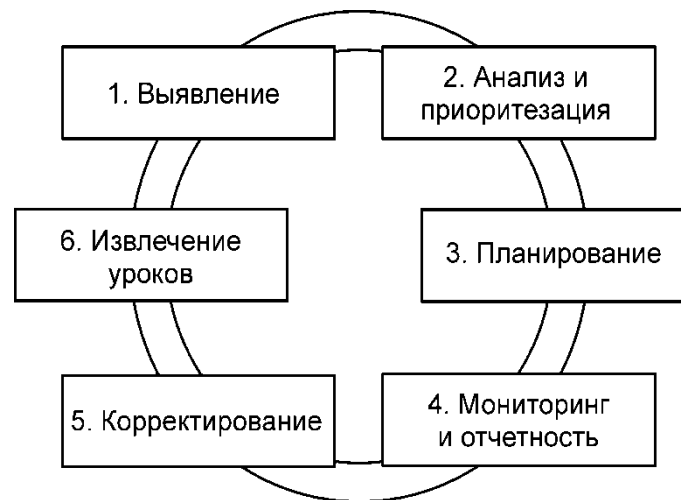 1. Выявление
2. Анализ и
приоритезация
3. Планирование
4. Мониторинг
и отчетность
5. Корректирование
6. Извлечение
уроков